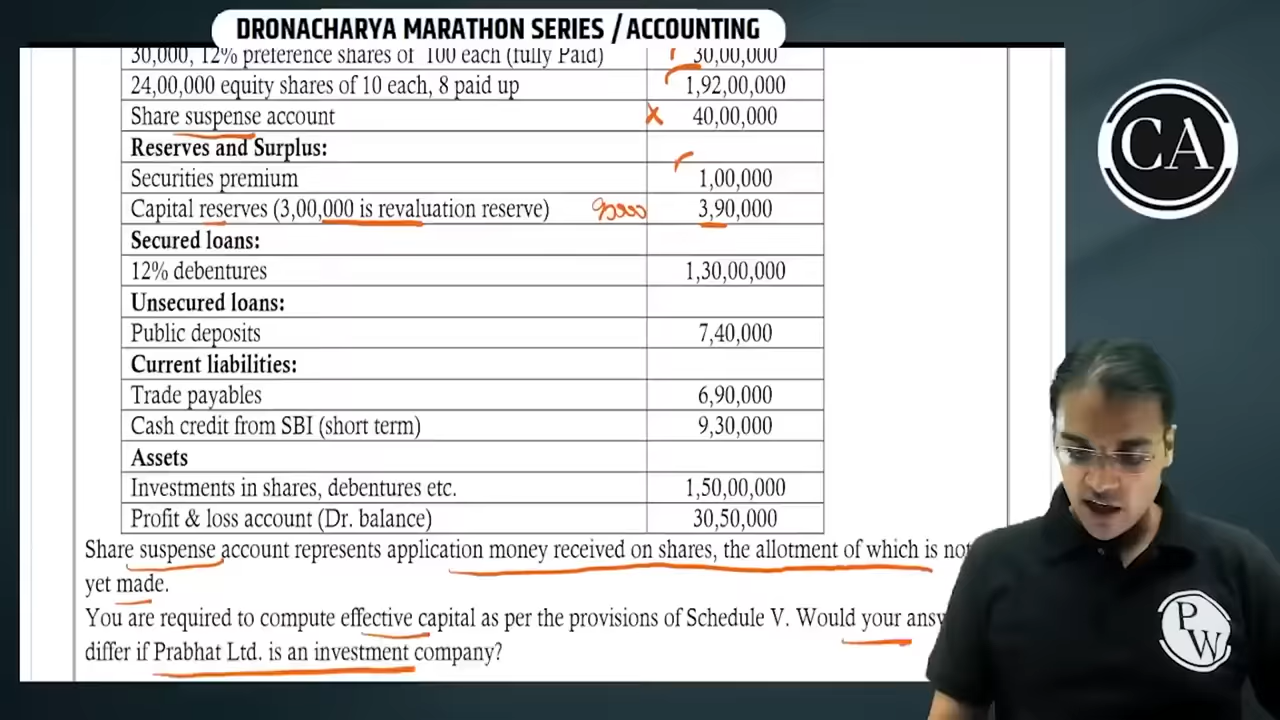 DRONACHARYA MARATHON SERIES / ACCOUNTING
30,000, 12% preference shares of 100 each (fully Paid) 30,00,000
24,00,000 equity shares of 10 each, 8 paid up 1,92,00,000
Share suspense account x 40,00,000
Reserves and Surplus:
Securities premium 1,00,000
Capital reserves (3,00,000 is revaluation reserve) 90000 3,90,000
Secured loans:
12% debentures 1,30,00,000
Unsecured loans:
Public deposits 7,40,000
Current liabilities:
Trade payables 6,90,000
Cash credit from SBI (short term) 9,30,000
Assets
Investments in shares, debentures etc. 1,50,00,000
Profit & loss account (Dr. balance) 30,50,000
Share suspense account represents application money received on shares, the allotment of which is not
yet made.
You are required to compute effective capital as per the provisions of Schedule V. Would your
differ if Prabhat Ltd. is an investment company?
CA
PW